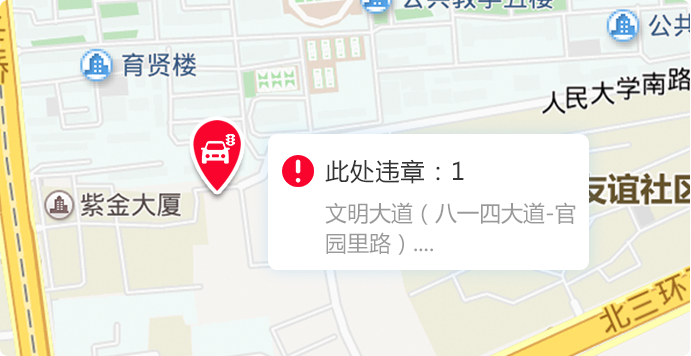 公共教学五楼
公共
育贤楼
人民大学南路
此处违章：1
紫金大厦
友谊社区
文明大道（八一四大道-官
园里路）....
北三环